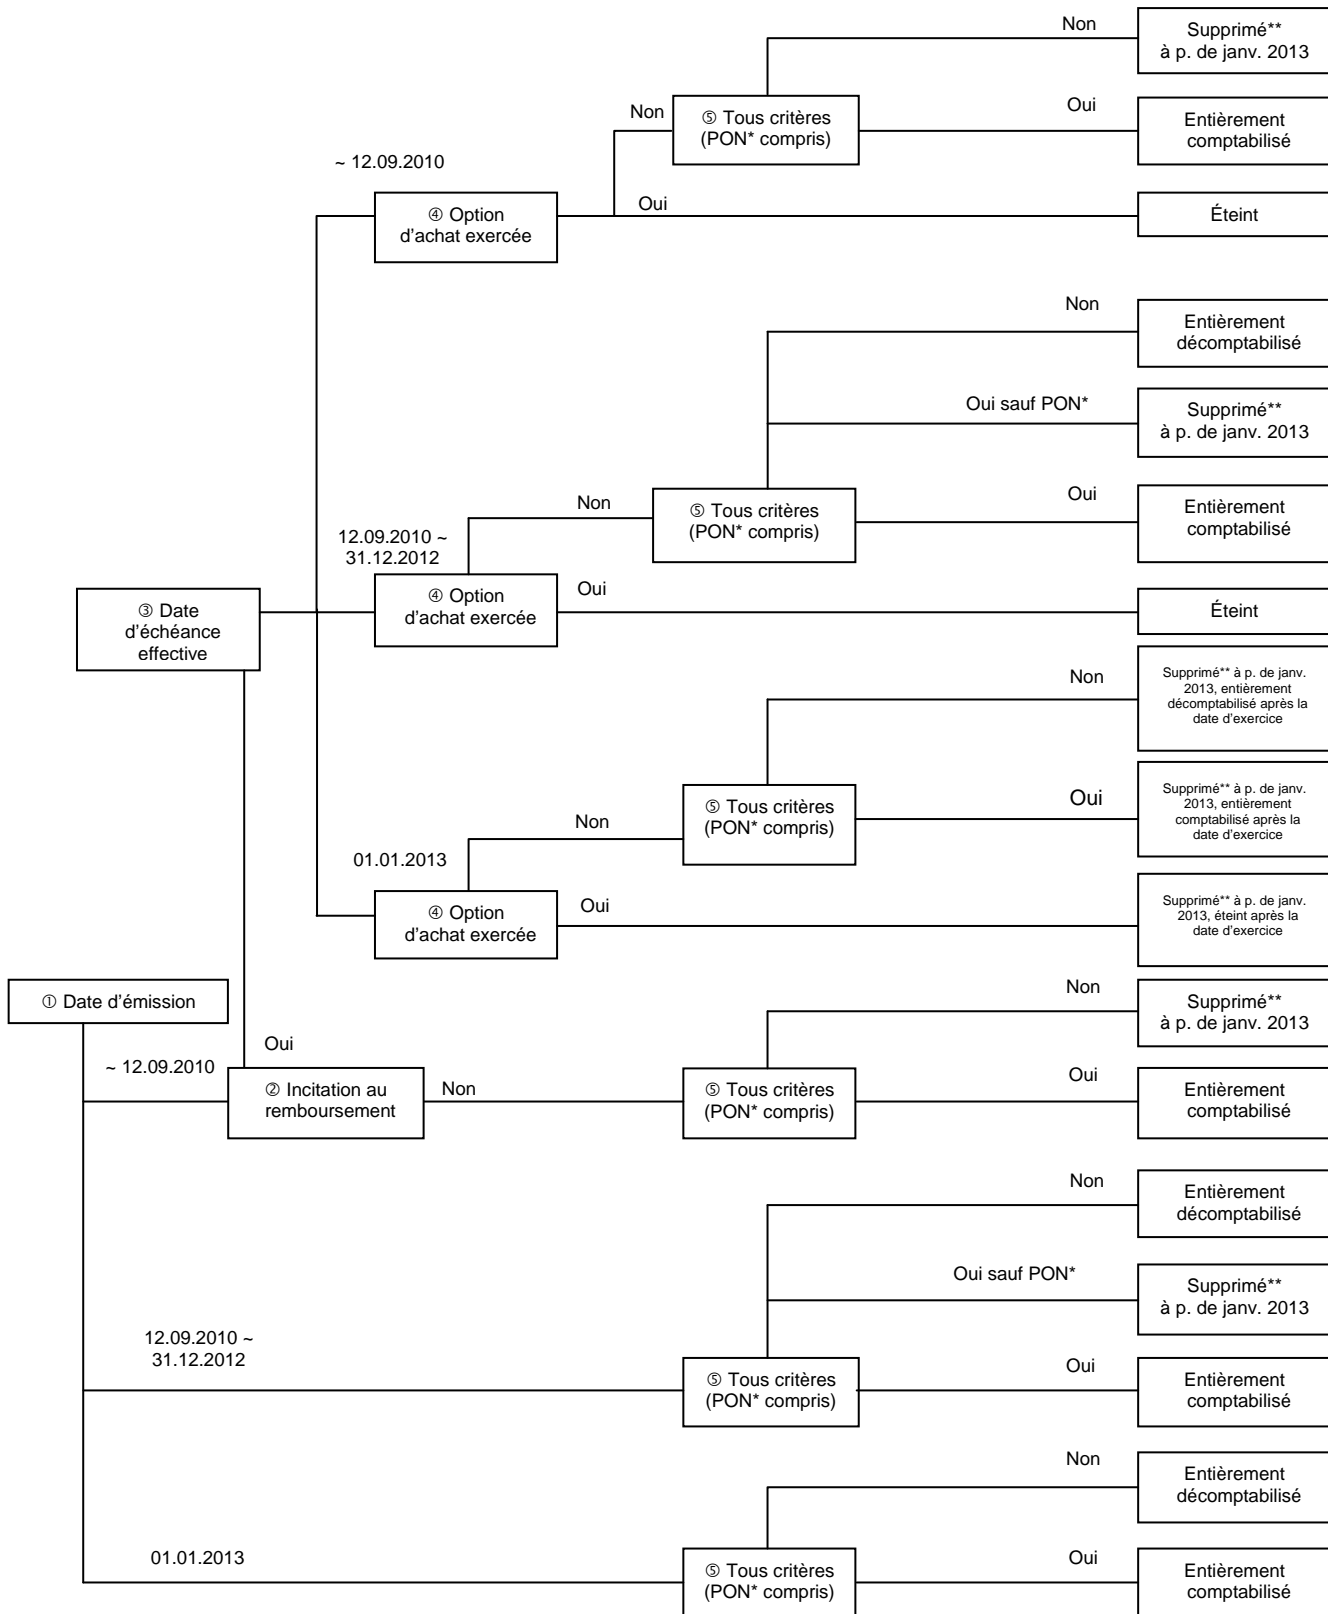 Non
Supprimé**
à p. de janv. 2013
Non
⑤ Tous critères
(PON* compris)
Oui
Entièrement
comptabilisé
~ 12.09.2010
④ Option
d'achat exercée
Oui
Éteint
Non
Entièrement
décomptabilisé
Oui sauf PON*
Supprimé**
à p. de janv. 2013
Non
⑤ Tous critères
(PON* compris)
Oui
Entièrement
comptabilisé
12.09.2010 ~
31.12.2012
③ Date
d'échéance
effective
④ Option
d'achat exercée
Oui
Éteint
Non
Supprimé** à p. de janv.
2013, entièrement
décomptabilisé après la
date d'exercice
Non
⑤ Tous critères
(PON* compris)
Oui
Supprimé** à p. de janv.
2013, entièrement
comptabilisé après la
date d'exercice
01.01.2013
④ Option
d'achat exercée
Oui
Supprimé** à p. de janv.
2013, éteint après la
date d'exercice
① Date d'émission
Non
Supprimé**
à p. de janv. 2013
Oui
~ 12.09.2010
② Incitation au
remboursement
Non
⑤ Tous critères
(PON* compris)
Oui
Entièrement
comptabilisé
Non
Entièrement
décomptabilisé
Oui sauf PON*
Supprimé**
à p. de janv. 2013
12.09.2010 ~
31.12.2012
⑤ Tous critères
(PON* compris)
Oui
Entièrement
comptabilisé
Non
Entièrement
décomptabilisé
01.01.2013
⑤ Tous critères
(PON* compris)
Oui
Entièrement
comptabilisé